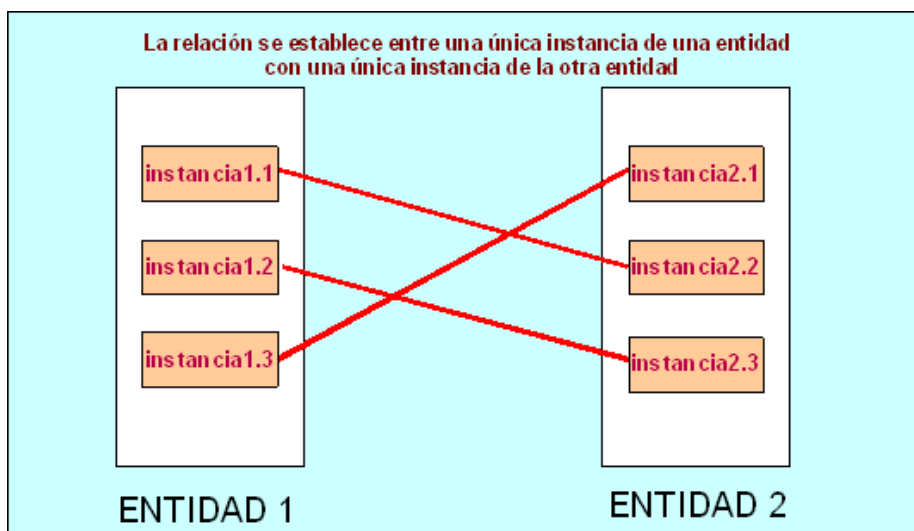 La relación se establece entre una única instancia de una entidad
con una única instancia de la otra entidad
instancia1.1
instancia2.1
instancia1.2
instancia2.2
instancia1.3
instancia2.3
ENTIDAD 1
ENTIDAD 2